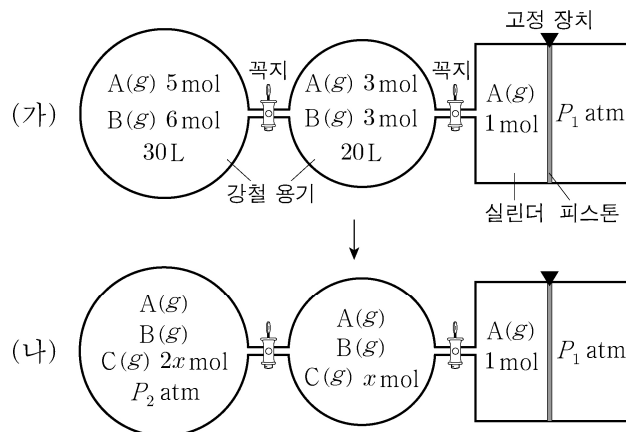 고정 장치
꼭지
꼭지
(가)
A(g) 5mol
B(g) 6mol
30L
A(g) 3mol
B(g) 3mol
20L
A(g)
1mol
P₁ atm
강철 용기
실린더
피스톤
(나)
A(g)
B(g)
C(g) 2x mol
P₂ atm
A(g)
B(g)
C(g) x mol
A(g)
1mol
P₁ atm